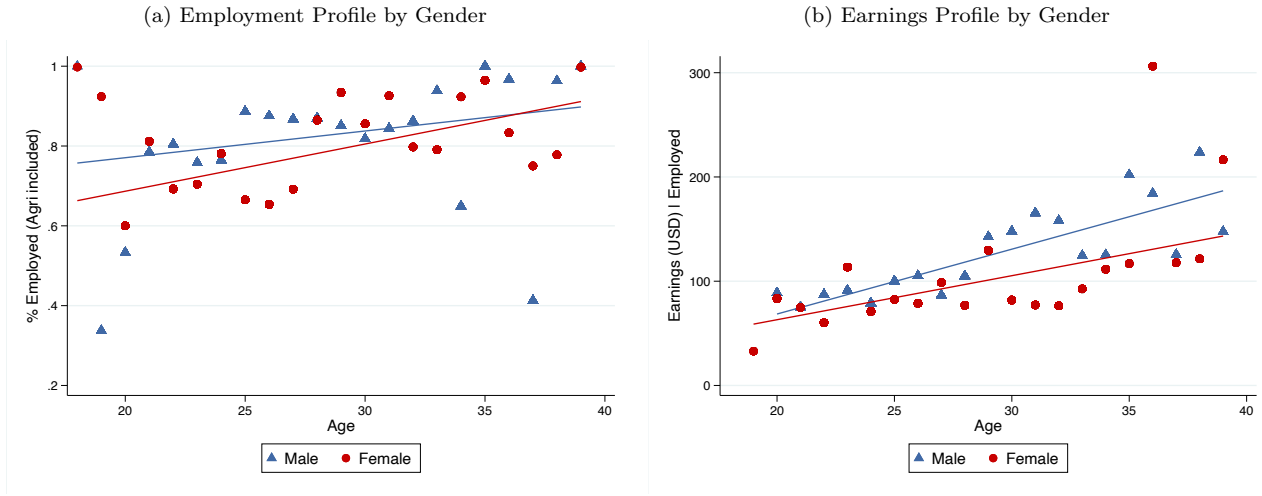 (a) Employment Profile by Gender
% Employed (Agri included)
1
.8
.6
.4
.2
20 25 30 35 40
Age
Male Female
(b) Earnings Profile by Gender
Earnings (USD) | Employed
300
200
100
0
20 25 30 35 40
Age
Male Female